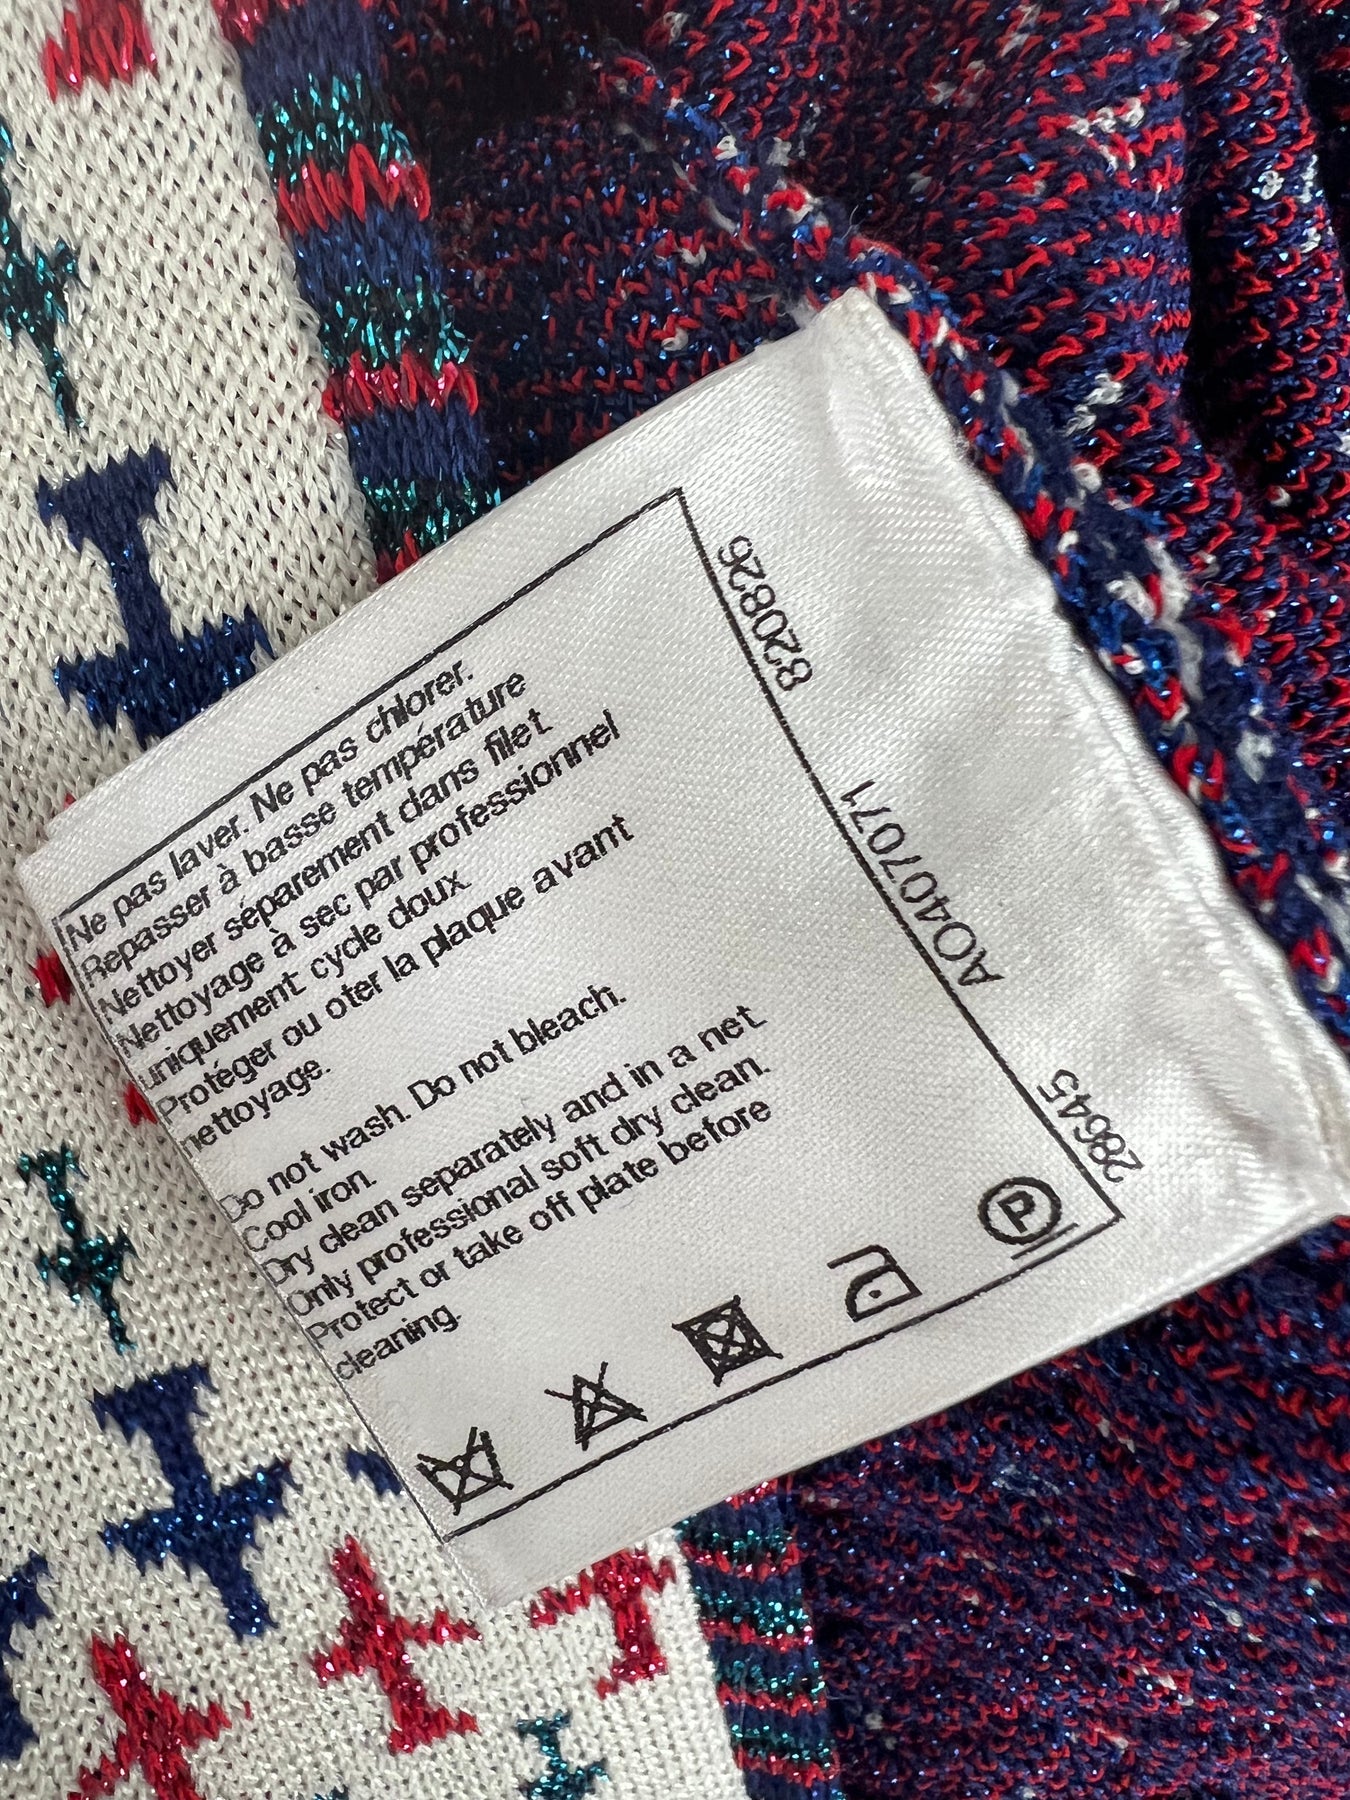 Ne pas laver. Ne pas chlorer.
Repasser à basse température
Nettoyer séparement dans filet.
Nettoyage à sec par professionnel
uniquement cycle doux.
Protéger ou oter la plaque avant
nettoyage.
Do not wash. Do not bleach.
Cool iron.
Dry clean separately and in a net.
Only professional soft dry clean.
Protect or take off plate before
cleaning.
P
820826
AO407071
28645